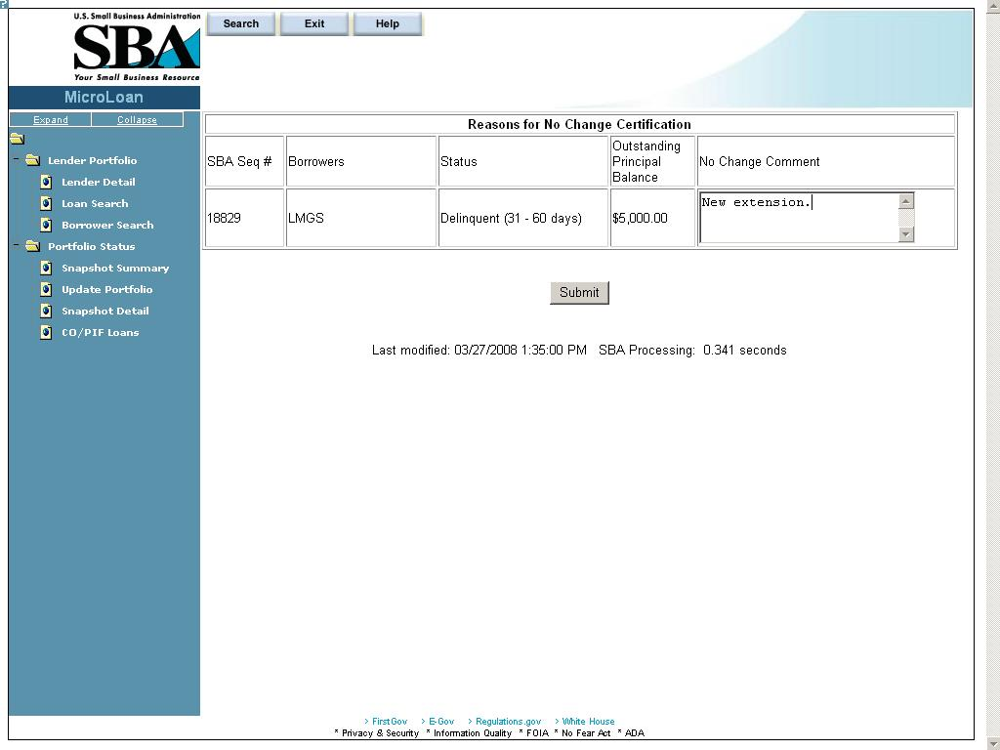 U.S. Small Business Administration
SBA
Your Small Business Resource
Search Exit Help
MicroLoan
Expand Collapse
Lender Portfolio
Lender Detail
Loan Search
Borrower Search
Portfolio Status
Snapshot Summary
Update Portfolio
Snapshot Detail
CO/PIF Loans
Reasons for No Change Certification
SBA Seq # Borrowers Status Outstanding Principal Balance No Change Comment
18829 LMGS Delinquent (31 - 60 days) $5,000.00 New extension.
Submit
Last modified: 03/27/2008 1:35:00 PM SBA Processing: 0.341 seconds
> FirstGov > E-Gov > Regulations.gov > White House
* Privacy & Security * Information Quality * FOIA * No Fear Act * ADA